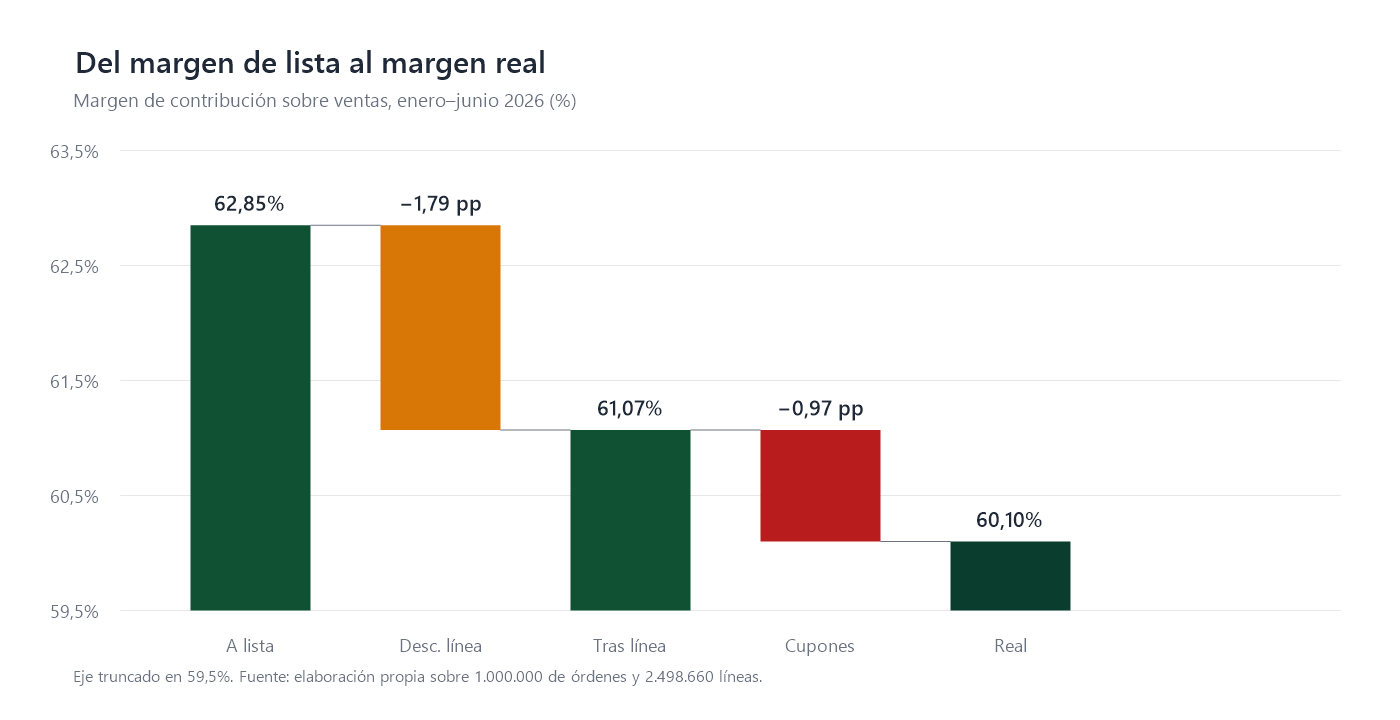 Del margen de lista al margen real
Margen de contribución sobre ventas, enero–junio 2026 (%)
63,5%
62,85%
−1,79 pp
62,5%
61,5%
61,07%
−0,97 pp
60,5%
60,10%
59,5%
A lista
Desc. línea
Tras línea
Cupones
Real
Eje truncado en 59,5%. Fuente: elaboración propia sobre 1.000.000 de órdenes y 2.498.660 líneas.